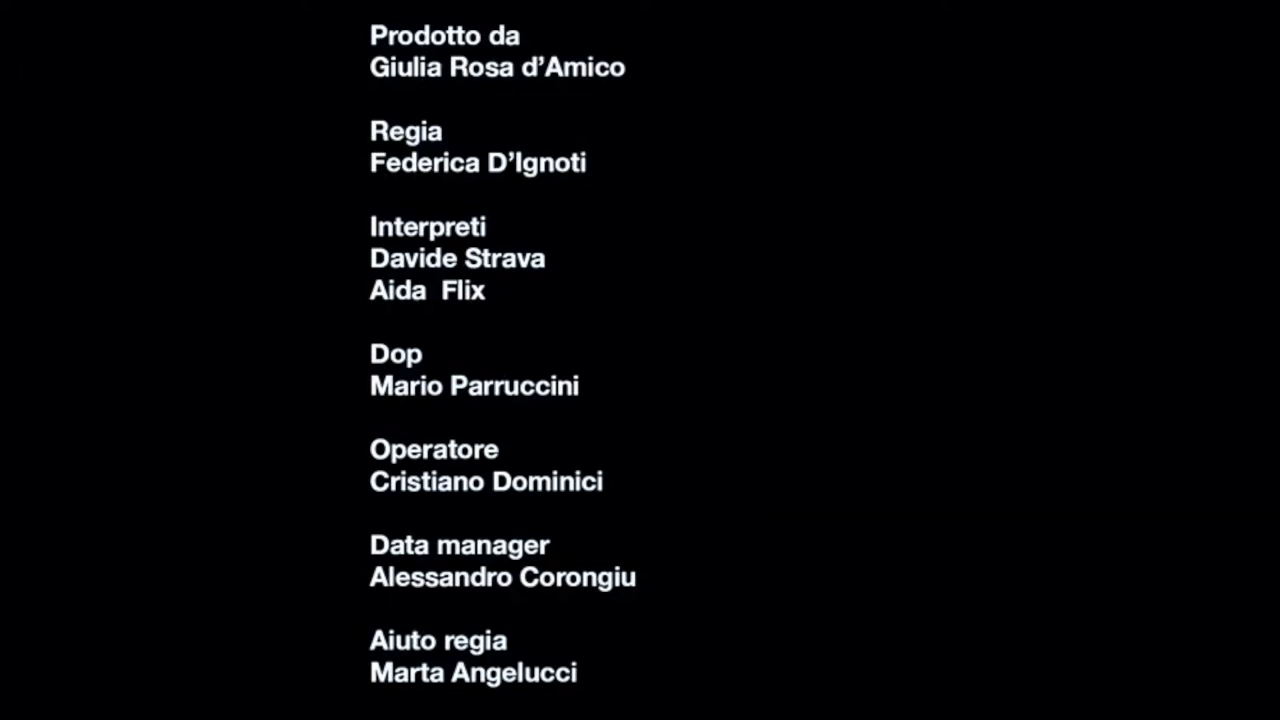 Prodotto da
Giulia Rosa d’Amico
Regia
Federica D’Ignoti
Interpreti
Davide Strava
Aida  Flix
Dop
Mario Parruccini
Operatore
Cristiano Dominici
Data manager
Alessandro Corongiu
Aiuto regia
Marta Angelucci